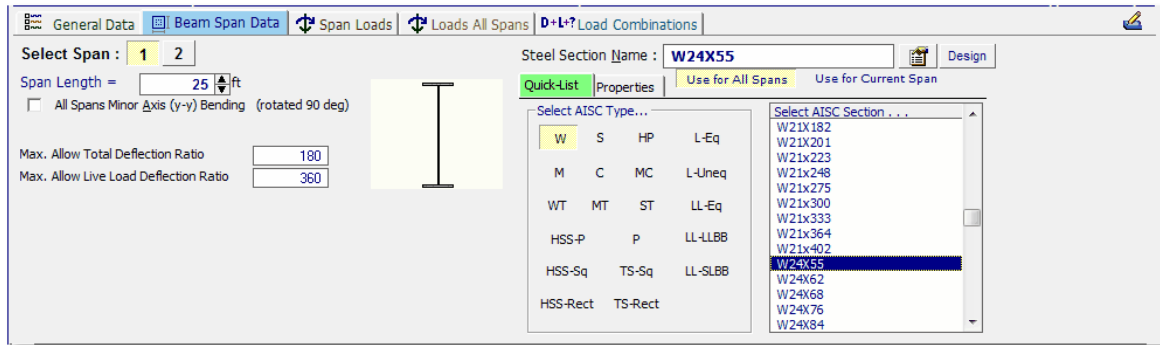 General Data Beam Span Data Span Loads Loads All Spans D+L+? Load Combinations
Select Span : 1 2
Span Length = 25 ft
All Spans Minor Axis (y-y) Bending (rotated 90 deg)
Max. Allow Total Deflection Ratio 180
Max. Allow Live Load Deflection Ratio 360
Steel Section Name : W24X55 Design
Quick-List Properties Use for All Spans Use for Current Span
Select AISC Type...
W S HP L-Eq
M C MC L-Uneq
WT MT ST LL-Eq
HSS-P P LL-LLBB
HSS-Sq TS-Sq LL-SLBB
HSS-Rect TS-Rect
Select AISC Section . . .
W21X182
W21X201
W21x223
W21x248
W21x275
W21x300
W21x333
W21x364
W21x402
W24X55
W24X62
W24X68
W24X76
W24X84